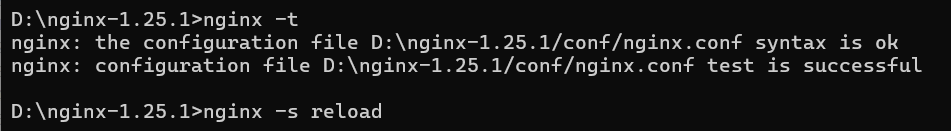 D:\nginx-1.25.1>nginx -t
nginx: the configuration file D:\nginx-1.25.1/conf/nginx.conf syntax is ok
nginx: configuration file D:\nginx-1.25.1/conf/nginx.conf test is successful
D:\nginx-1.25.1>nginx -s reload